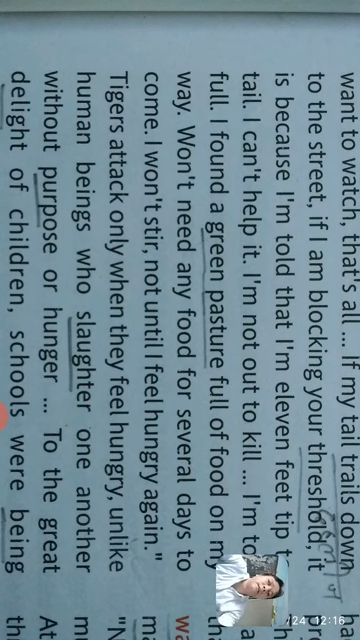 want to watch, that's all ... If my tail trails down
to the street, if I am blocking your threshold, it
is because I'm told that I'm eleven feet tip
tail. I can't help it. I'm not out to kill ... I'm
full. I found a green pasture full of food on my
way. Won't need any food for several days to
come. I won't stir, not until I feel hungry again."
Tigers attack only when they feel hungry, unlike
human beings who slaughter one another
without purpose or hunger ... To the great
delight of children, schools were being
/24 12:16